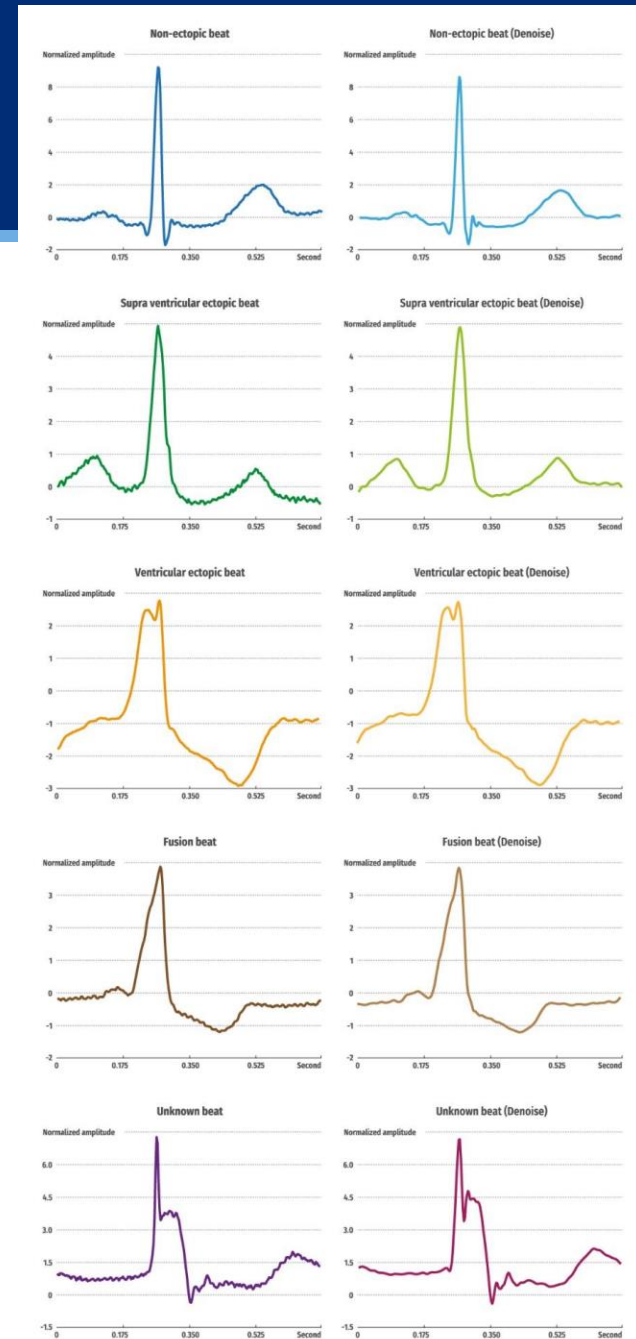 Non-ectopic beat
Normalized amplitude
8
6
4
2
0
-2
0 0.175 0.350 0.525 Second
Non-ectopic beat (Denoise)
Normalized amplitude
8
6
4
2
0
-2
0 0.175 0.350 0.525 Second
Supra ventricular ectopic beat
Normalized amplitude
4
3
2
1
0
-1
0 0.175 0.350 0.525 Second
Supra ventricular ectopic beat (Denoise)
Normalized amplitude
4
3
2
1
0
-1
0 0.175 0.350 0.525 Second
Ventricular ectopic beat
Normalized amplitude
2
1
0
-1
-2
-3
0 0.175 0.350 0.525 Second
Ventricular ectopic beat (Denoise)
Normalized amplitude
2
1
0
-1
-2
-3
0 0.175 0.350 0.525 Second
Fusion beat
Normalized amplitude
3
2
1
0
-1
-2
0 0.175 0.350 0.525 Second
Fusion beat (Denoise)
Normalized amplitude
3
2
1
0
-1
-2
0 0.175 0.350 0.525 Second
Unknown beat
Normalized amplitude
6.0
4.5
3.0
1.5
0
-1.5
0 0.175 0.350 0.525 Second
Unknown beat (Denoise)
Normalized amplitude
6.0
4.5
3.0
1.5
0
-1.5
0 0.175 0.350 0.525 Second